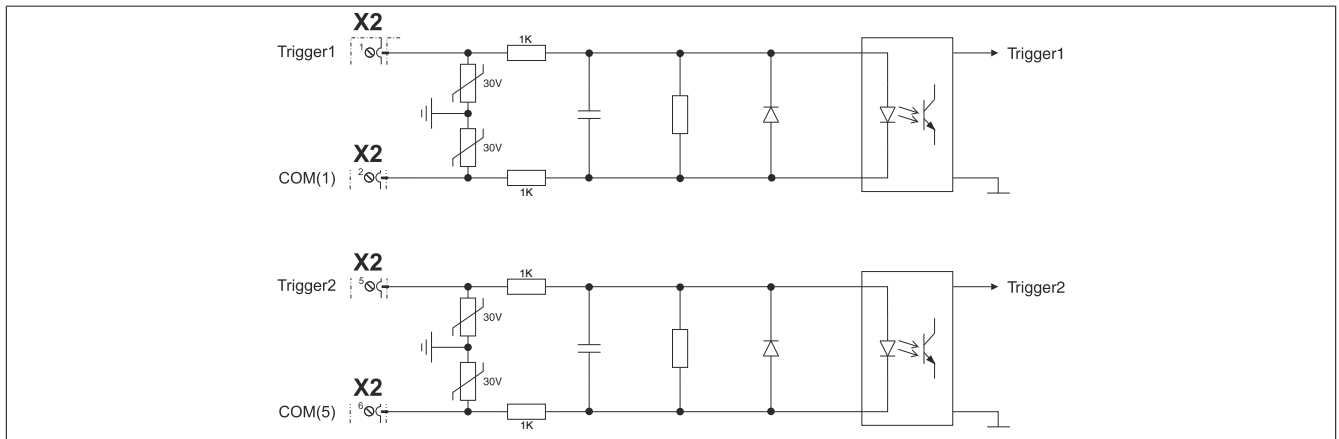 X2
1K
Trigger1
1
Trigger1
30V
30V
X2
COM(1)
2
1K
X2
1K
Trigger2
5
Trigger2
30V
30V
X2
COM(5)
6
1K